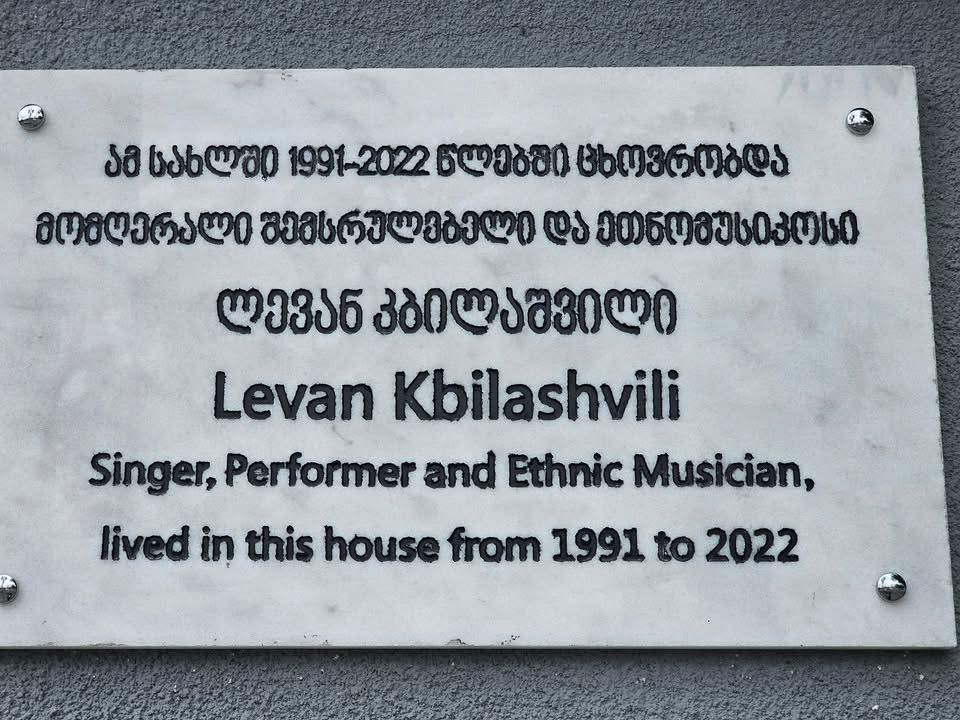 ამ სახლში 1991-2022 წლებში ცხოვრობდა
მომღერალი შემსრულებელი და ეთნომუსიკოსი
ლევან კბილაშვილი
Levan Kbilashvili
Singer, Performer and Ethnic Musician,
lived in this house from 1991 to 2022